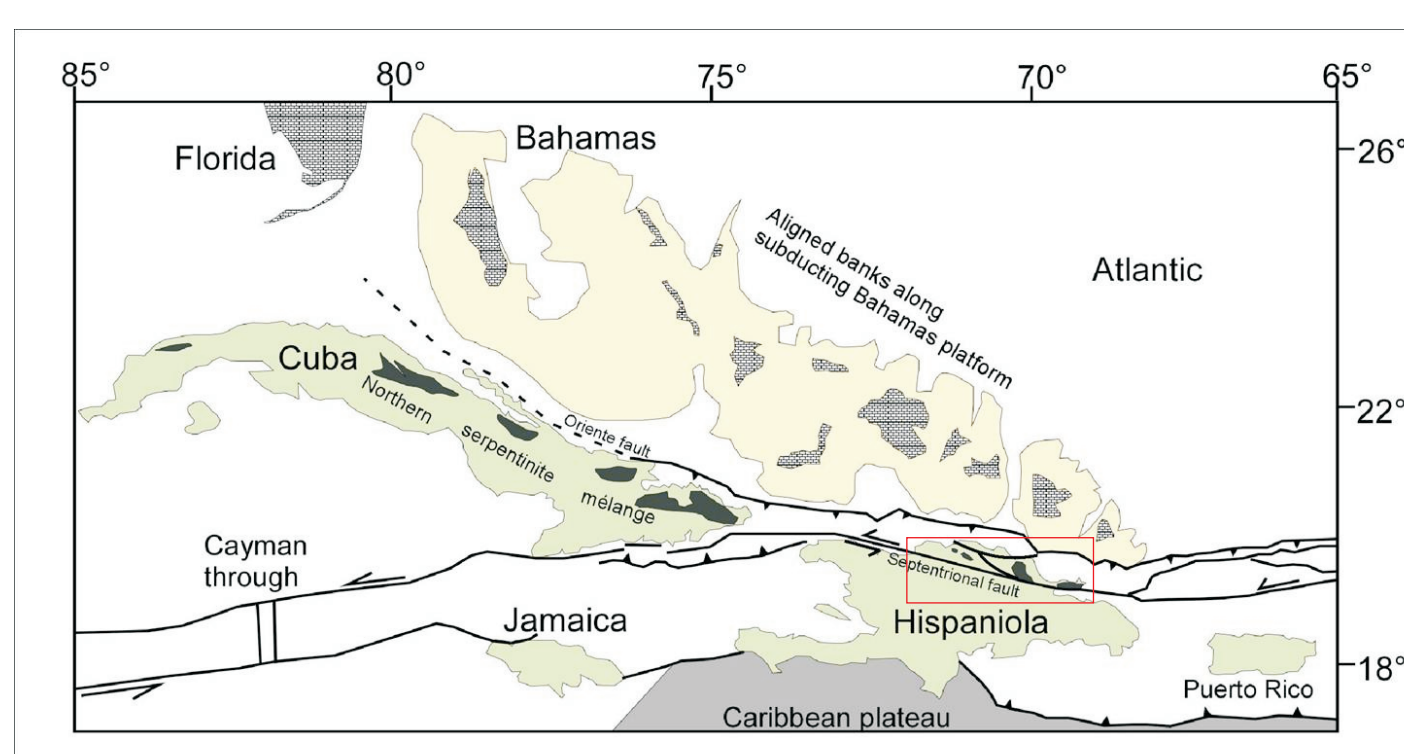 85°
80°
75°
70°
65°
Florida
Bahamas
26°
Aligned banks along
subducting Bahamas platform
Atlantic
Cuba
Northern
serpentinite
mélange
Oriente fault
22°
Cayman
through
Septentrional fault
Jamaica
Hispaniola
18°
Puerto Rico
Caribbean plateau